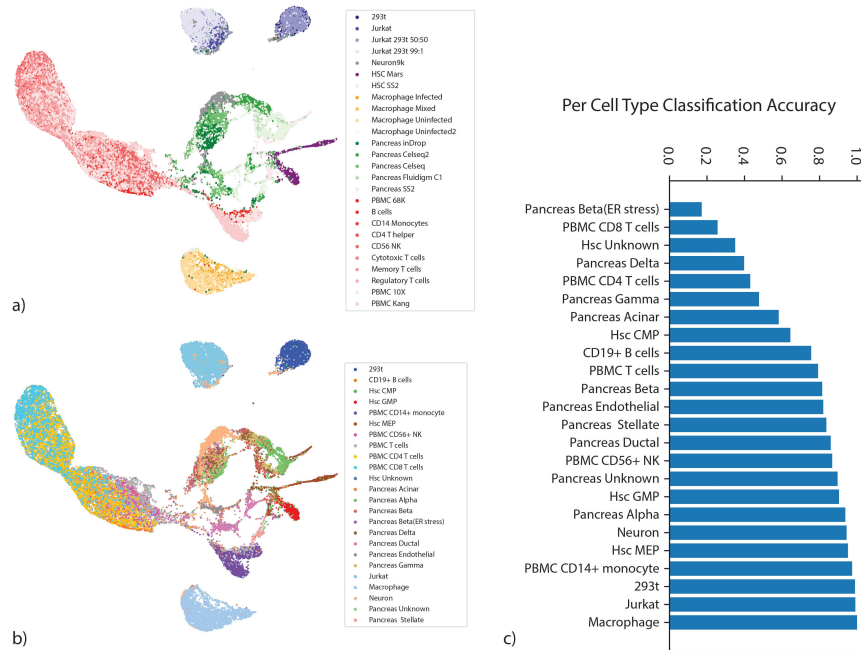 293t
Jurkat
Jurkat 293t 50:50
Jurkat 293t 99:1
Neuron9k
HSC Mars
HSC SS2
Macrophage Infected
Macrophage Mixed
Macrophage Uninfected
Macrophage Uninfected2
Pancreas inDrop
Pancreas Celseq2
Pancreas Celseq
Pancreas Fluidigm C1
Pancreas SS2
PBMC 68K
B cells
CD14 Monocytes
CD4 T helper
CD56 NK
Cytotoxic T cells
Memory T cells
Regulatory T cells
PBMC 10X
PBMC Kang
a)
293t
CD19+ B cells
Hsc CMP
Hsc GMP
PBMC CD14+ monocyte
Hsc MEP
PBMC CD56+ NK
PBMC T cells
PBMC CD4 T cells
PBMC CD8 T cells
Hsc Unknown
Pancreas Acinar
Pancreas Alpha
Pancreas Beta
Pancreas Beta(ER stress)
Pancreas Delta
Pancreas Ductal
Pancreas Endothelial
Pancreas Gamma
Jurkat
Macrophage
Neuron
Pancreas Unknown
Pancreas Stellate
b)
Per Cell Type Classification Accuracy
0.0 0.2 0.4 0.6 0.8 1.0
Pancreas Beta(ER stress)
PBMC CD8 T cells
Hsc Unknown
Pancreas Delta
PBMC CD4 T cells
Pancreas Gamma
Pancreas Acinar
Hsc CMP
CD19+ B cells
PBMC T cells
Pancreas Beta
Pancreas Endothelial
Pancreas Stellate
Pancreas Ductal
PBMC CD56+ NK
Pancreas Unknown
Hsc GMP
Pancreas Alpha
Neuron
Hsc MEP
PBMC CD14+ monocyte
293t
Jurkat
Macrophage
c)